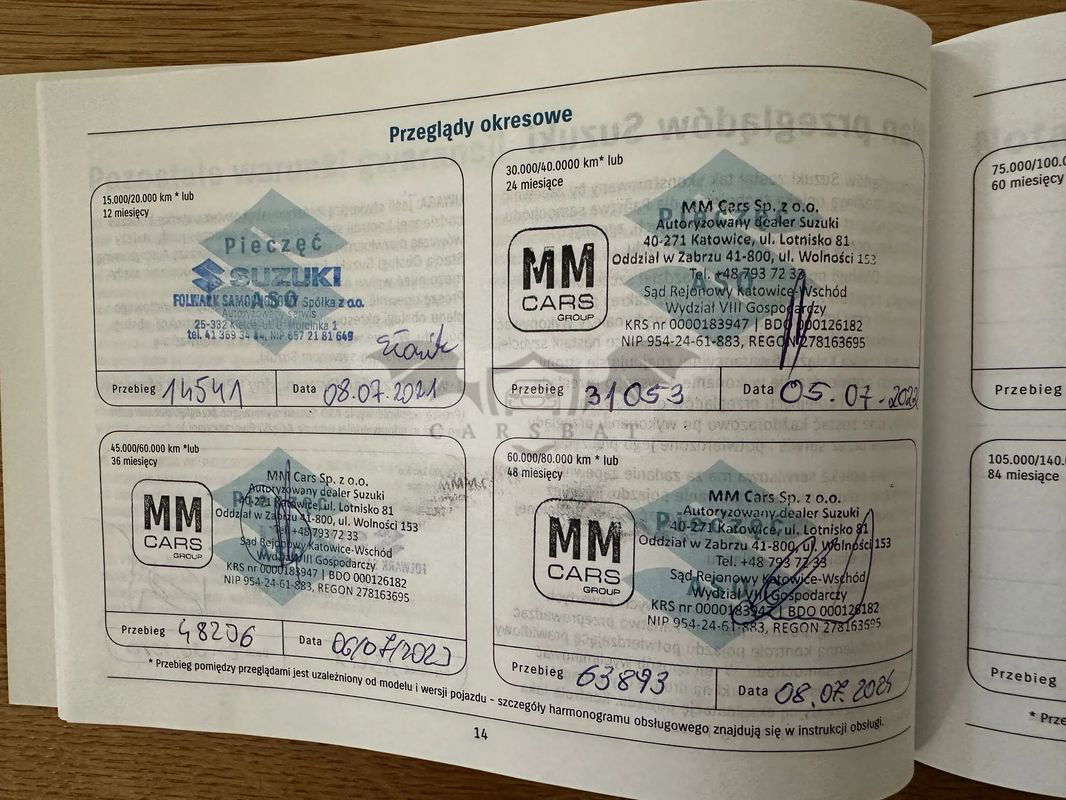 Przeglądy okresowe
15.000/20.000 km * lub
12 miesięcy
Pieczęć
SUZUKI
ASO
Spółka z o.o.
Autoryzowany Serwis
Przebieg 14541
Data 08.07.2021
30.000/40.0000 km* lub
24 miesiące
Pieczęć
ASO
MM
CARS
GROUP
MM Cars Sp. z o.o.
Autoryzowany dealer Suzuki
40-271 Katowice, ul. Lotnisko 81
Oddział w Zabrzu 41-800, ul. Wolności 153
Tel. +48 793 72 33
Sąd Rejonowy Katowice-Wschód
Wydział VIII Gospodarczy
KRS nr 0000183947 | BDO 000126182
NIP 954-24-61-883, REGON 278163695
Przebieg 31053
Data 05.07.2022
CARSBAT
45.000/60.000 km *lub
36 miesięcy
MM
CARS
GROUP
MM Cars Sp. z o.o.
Autoryzowany dealer Suzuki
40-271 Katowice, ul. Lotnisko 81
Oddział w Zabrzu 41-800, ul. Wolności 153
Tel. +48 793 72 33
Sąd Rejonowy Katowice-Wschód
Wydział VIII Gospodarczy
KRS nr 0000183947 | BDO 000126182
NIP 954-24-61-883, REGON 278163695
Przebieg 48206
Data 06/07/2023
60.000/80.000 km *lub
48 miesięcy
Pieczęć
ASO
MM
CARS
GROUP
MM Cars Sp. z o.o.
Autoryzowany dealer Suzuki
40-271 Katowice, ul. Lotnisko 81
Oddział w Zabrzu 41-800, ul. Wolności 153
Tel. +48 793 72 33
Sąd Rejonowy Katowice-Wschód
Wydział VIII Gospodarczy
KRS nr 0000183947 | BDO 000126182
NIP 954-24-61-883, REGON 278163695
Przebieg 63893
Data 08.07.2024
* Przebieg pomiędzy przeglądami jest uzależniony od modelu i wersji pojazdu – szczegóły harmonogramu obsługowego znajdują się w instrukcji obsługi.
14
75.000/100.0
60 miesięcy
Przebieg
105.000/140.0
84 miesiące
Przebieg
* Prze